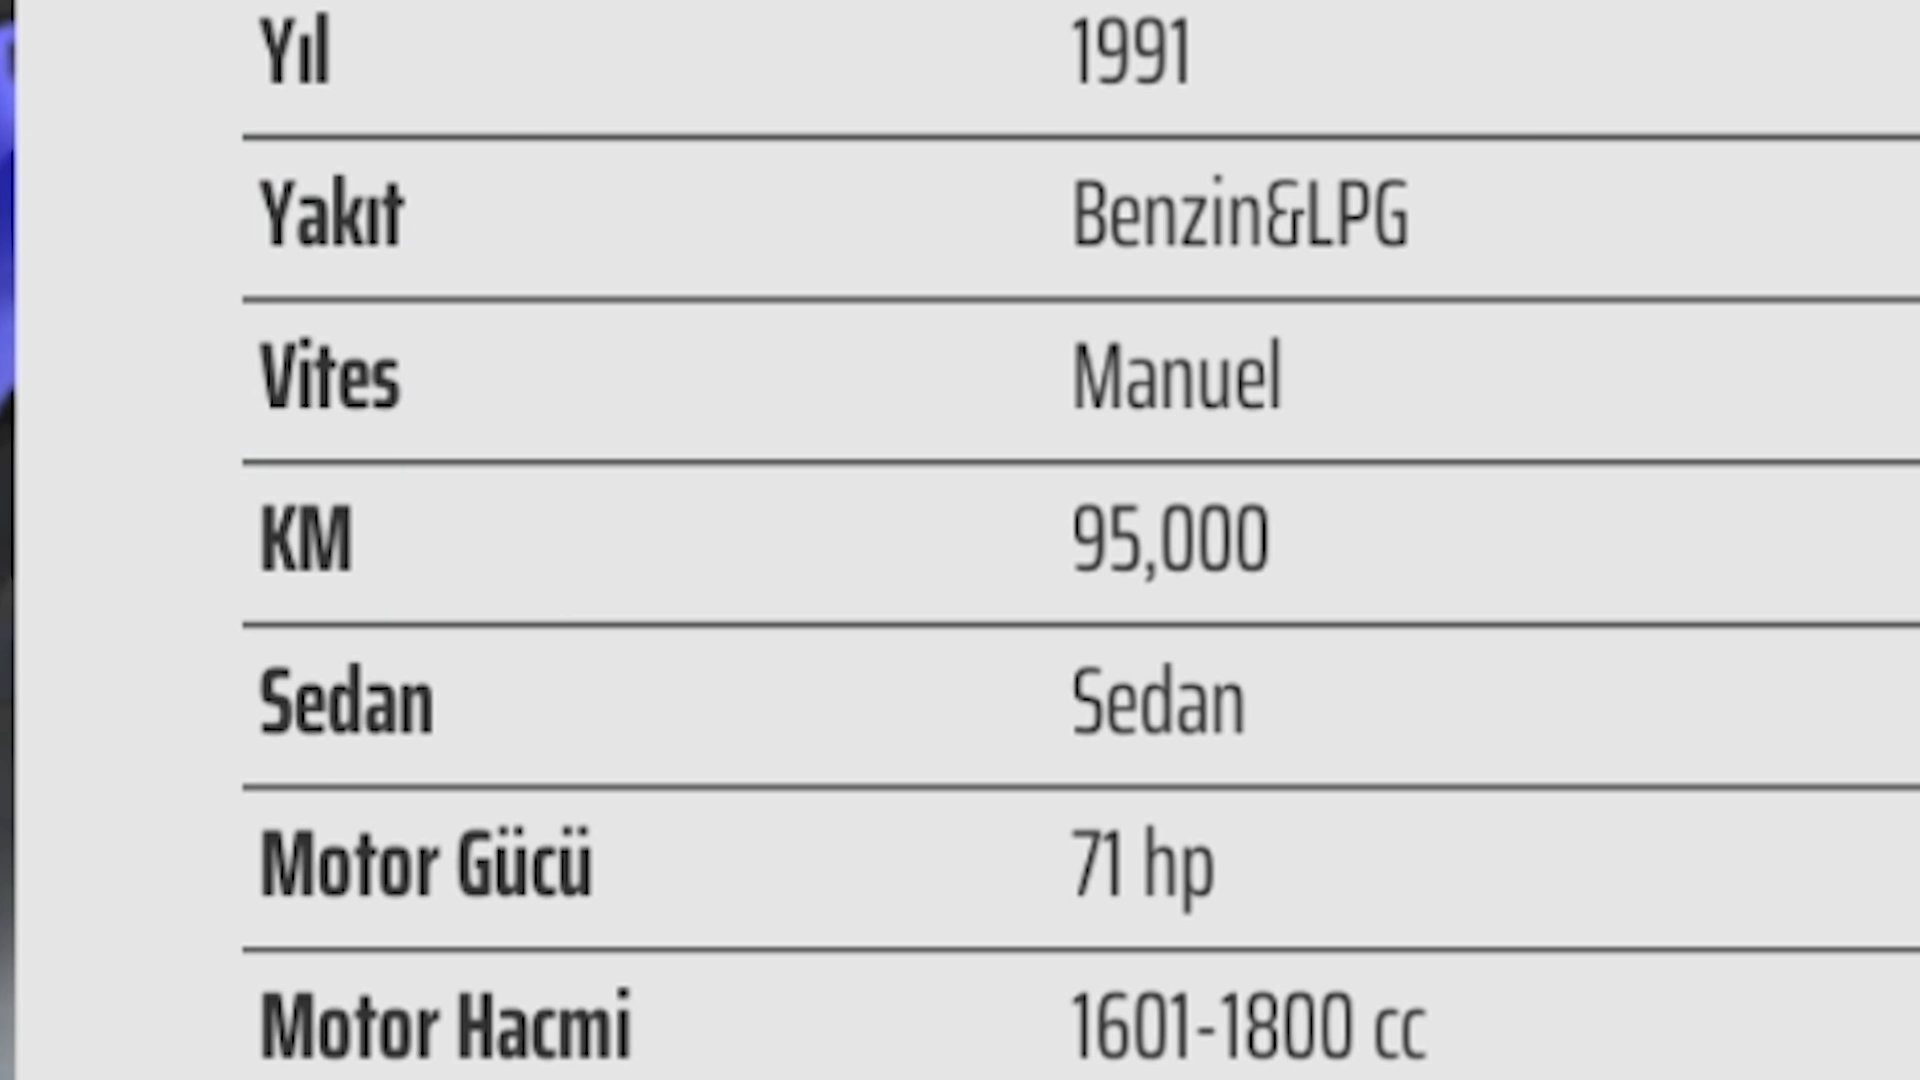 Yıl 1991
Yakıt Benzin&LPG
Vites Manuel
KM 95,000
Sedan Sedan
Motor Gücü 71 hp
Motor Hacmi 1601-1800 cc